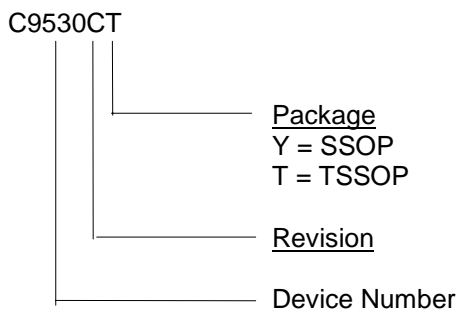 C9530CT
Package
Y = SSOP
T = TSSOP
Revision
Device Number